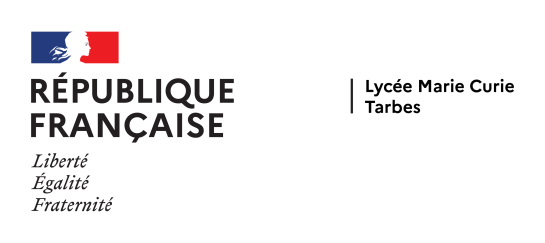 RÉPUBLIQUE
FRANÇAISE
Liberté
Égalité
Fraternité
Lycée Marie Curie
Tarbes